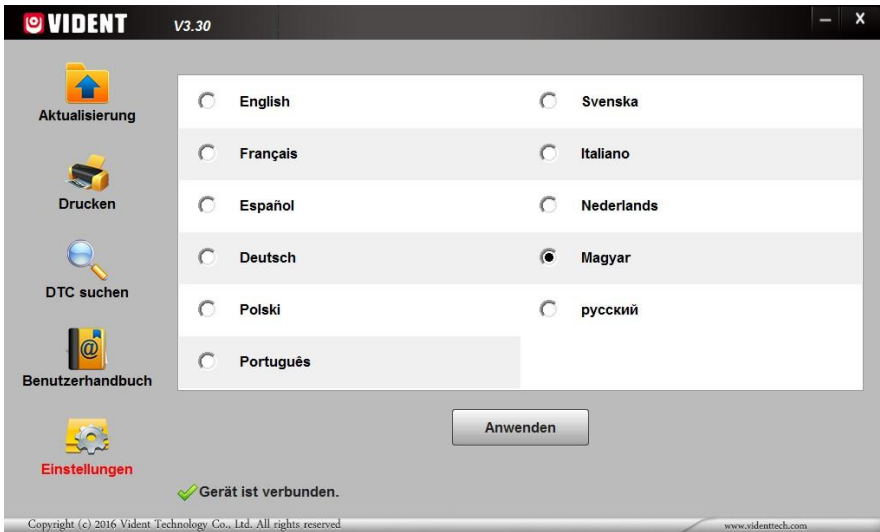 VIDENT V3.30
Aktualisierung
Drucken
DTC suchen
Benutzerhandbuch
Einstellungen
English
Français
Español
Deutsch
Polski
Português
Svenska
Italiano
Nederlands
Magyar
русский
Anwenden
Gerät ist verbunden.
Copyright (c) 2016 Vident Technology Co., Ltd. All rights reserved
www.videnttech.com